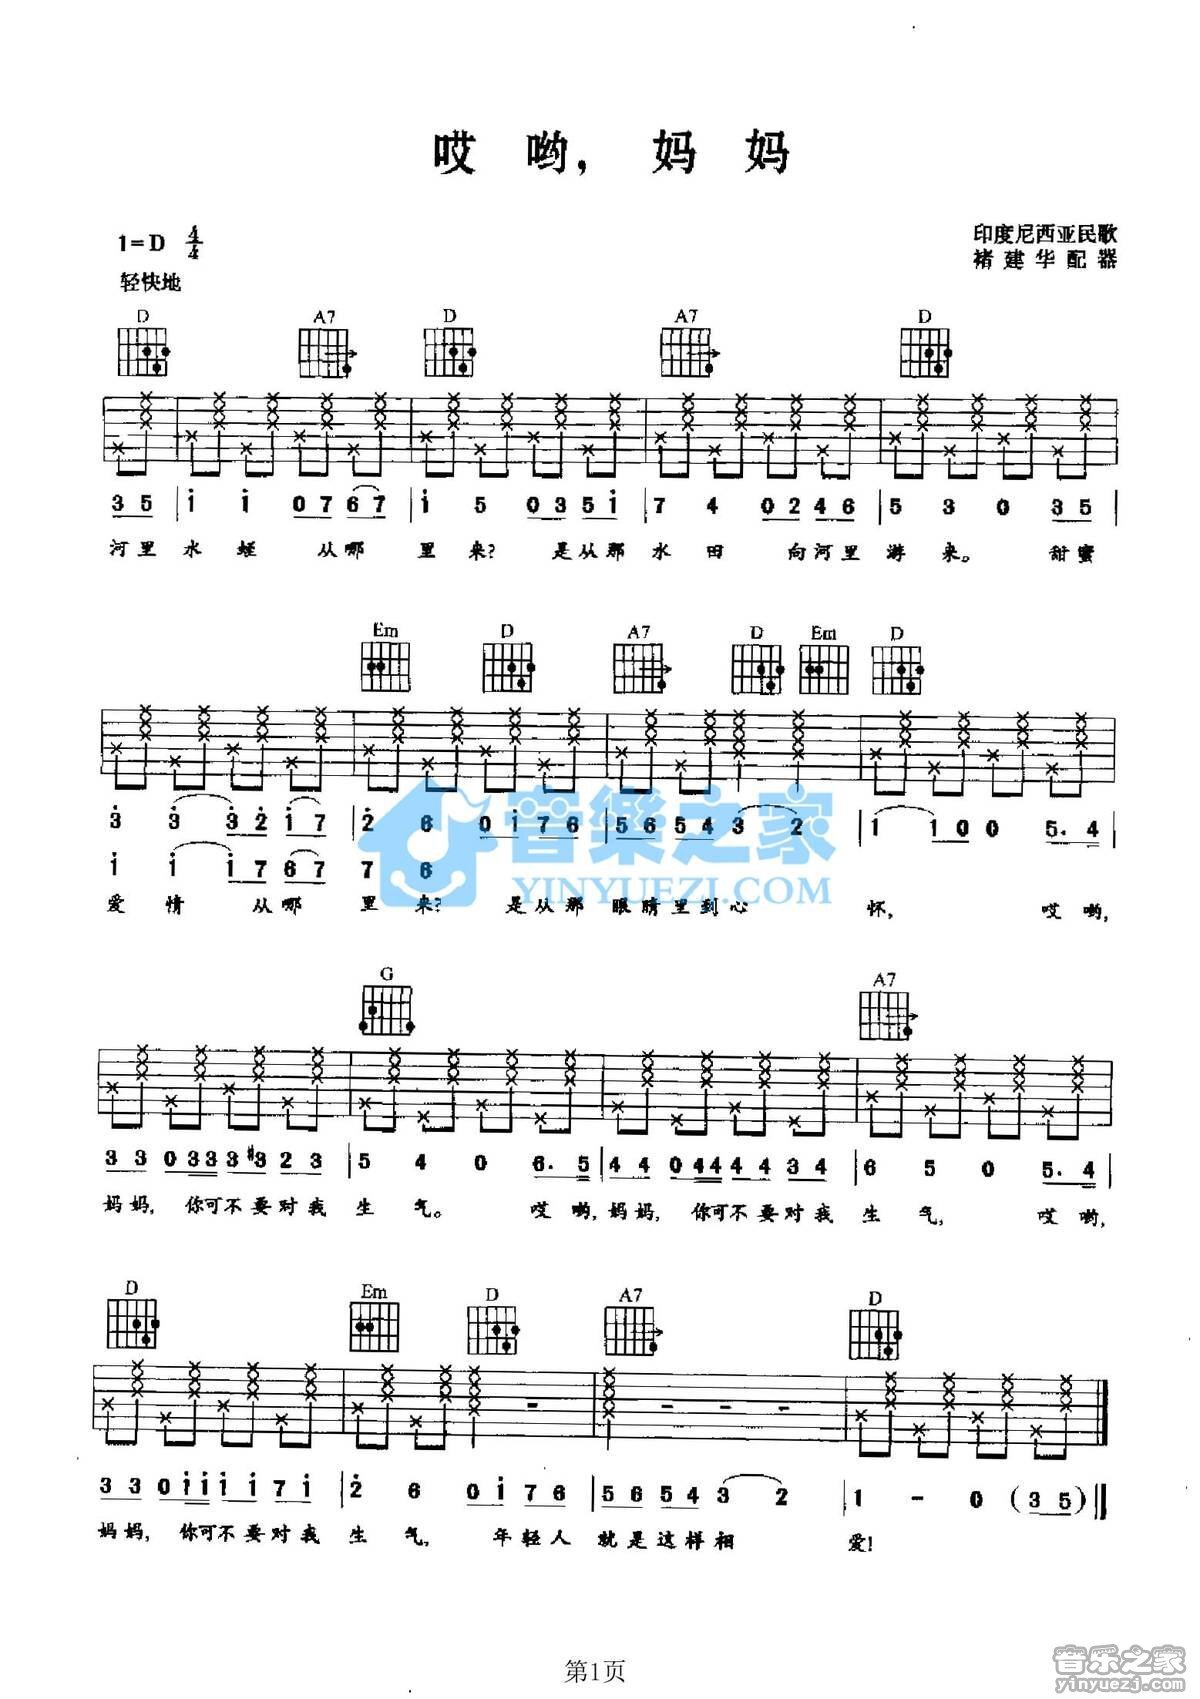 哎 哟， 妈 妈
1=D 4/4
印度尼西亚民歌
褚建华配器
轻快地
D A7 D A7 D
3 5 | i i 0 7 6 7 | i 5 0 3 5 i | 7 4 0 2 4 6 | 5 3 0 3 5
河里 水 蛭 从哪 里 来？ 是从那 水 田 向河里 游 来。 甜蜜
Em D A7 D Em D
3 3 3 2 i 7 | 2 6 0 i 7 6 | 5 6 5 4 3 2 | 1 1 0 0 5. 4
i i i 7 6 7 7 6
音樂之家
YINYUEZI.COM
爱 情 从哪 里 来？ 是从那 眼睛里到心 怀， 哎 哟，
G A7
3 3 0 3 3 3 #3 2 3 | 5 4 0 6. 5 | 4 4 0 4 4 4 4 3 4 | 6 5 0 5. 4
妈妈， 你可不要对我 生 气。 哎 哟， 妈妈， 你可不要对我 生 气， 哎 哟，
D Em D A7 D
3 3 0 i i i i 7 i | 2 6 0 i 7 6 | 5 6 5 4 3 2 | 1 - 0 (3 5)
妈妈， 你可不要对我 生 气， 年轻人 就是这样相 爱！
第1页
音乐之家
yinyuezj.com